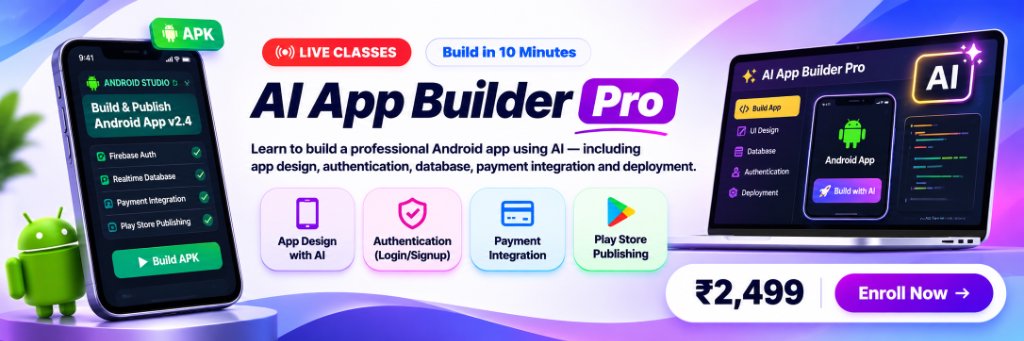 APK
9:41
ANDROID STUDIO
Build & Publish
Android App v2.4
Firebase Auth
Realtime Database
Payment Integration
Play Store Publishing
Build APK
LIVE CLASSES
Build in 10 Minutes
AI App Builder Pro
Learn to build a professional Android app using AI — including
app design, authentication, database, payment integration and deployment.
App Design
with AI
Authentication
(Login/Signup)
Payment
Integration
Play Store
Publishing
AI App Builder Pro
AI
Build App
UI Design
Database
Authentication
Deployment
Android App
Build with AI
₹2,499
Enroll Now →